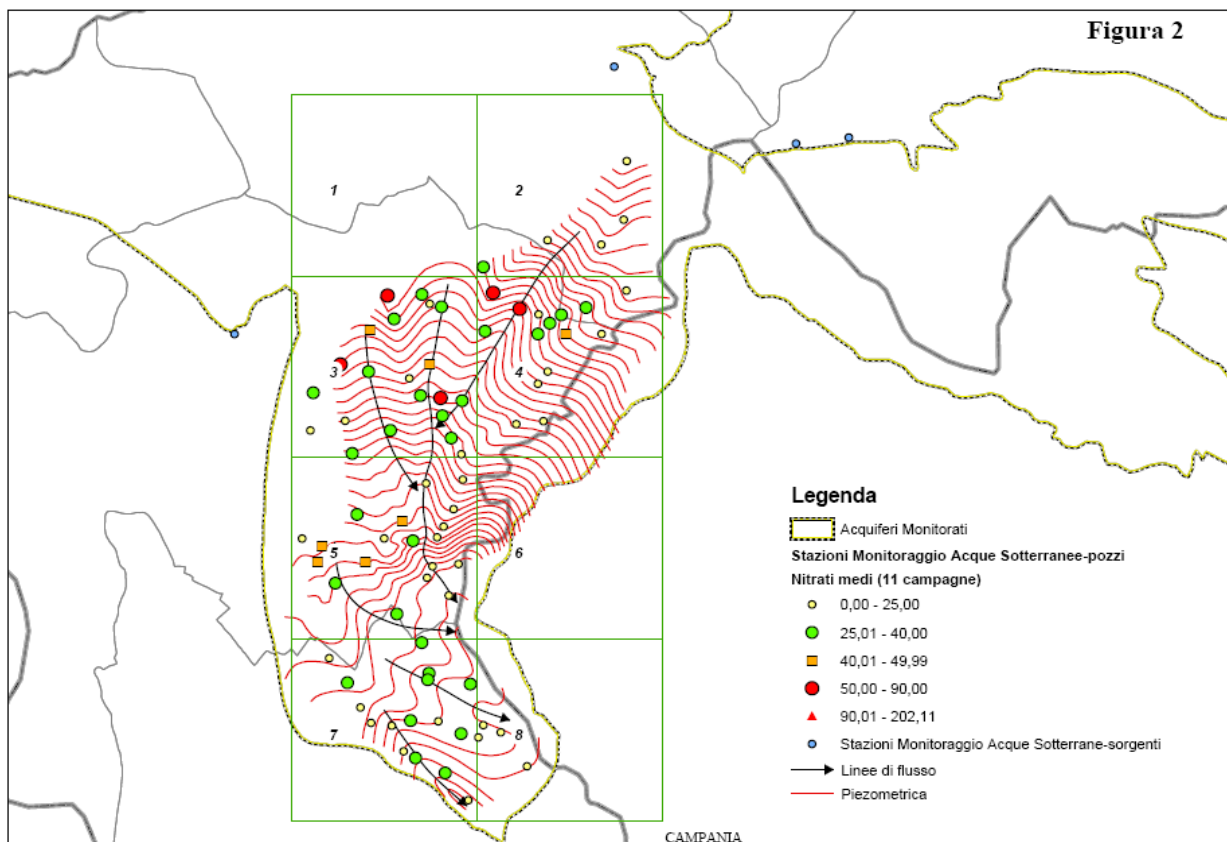 Figura 2
1
2
3
4
5
6
7
8
Legenda
Acquiferi Monitorati
Stazioni Monitoraggio Acque Sotterranee-pozzi
Nitrati medi (11 campagne)
0,00 - 25,00
25,01 - 40,00
40,01 - 49,99
50,00 - 90,00
90,01 - 202,11
Stazioni Monitoraggio Acque Sotterrane-sorgenti
Linee di flusso
Piezometrica
CAMPANIA